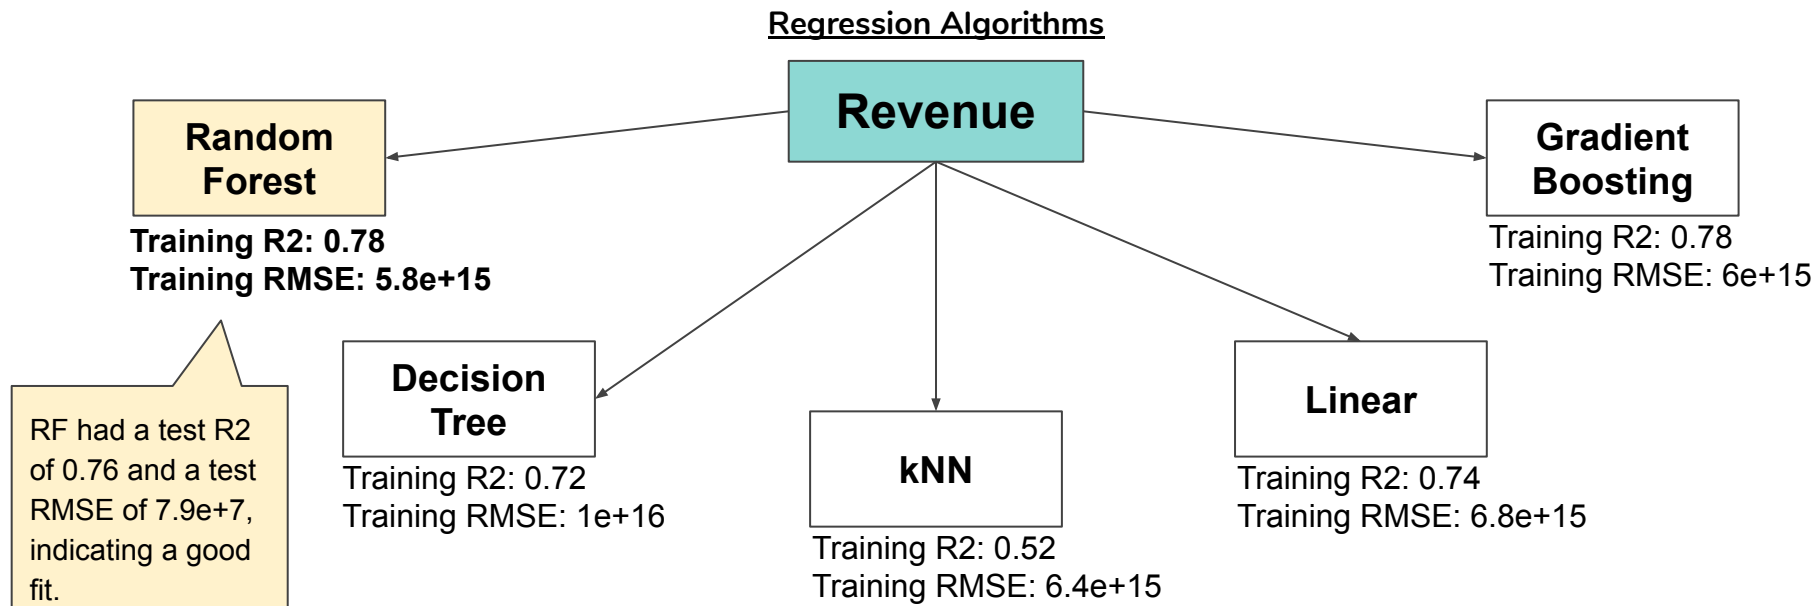 Regression Algorithms
Revenue
Random
Forest
Training R2: 0.78
Training RMSE: 5.8e+15
Gradient
Boosting
Training R2: 0.78
Training RMSE: 6e+15
RF had a test R2
of 0.76 and a test
RMSE of 7.9e+7,
indicating a good
fit.
Decision
Tree
Training R2: 0.72
Training RMSE: 1e+16
kNN
Training R2: 0.52
Training RMSE: 6.4e+15
Linear
Training R2: 0.74
Training RMSE: 6.8e+15